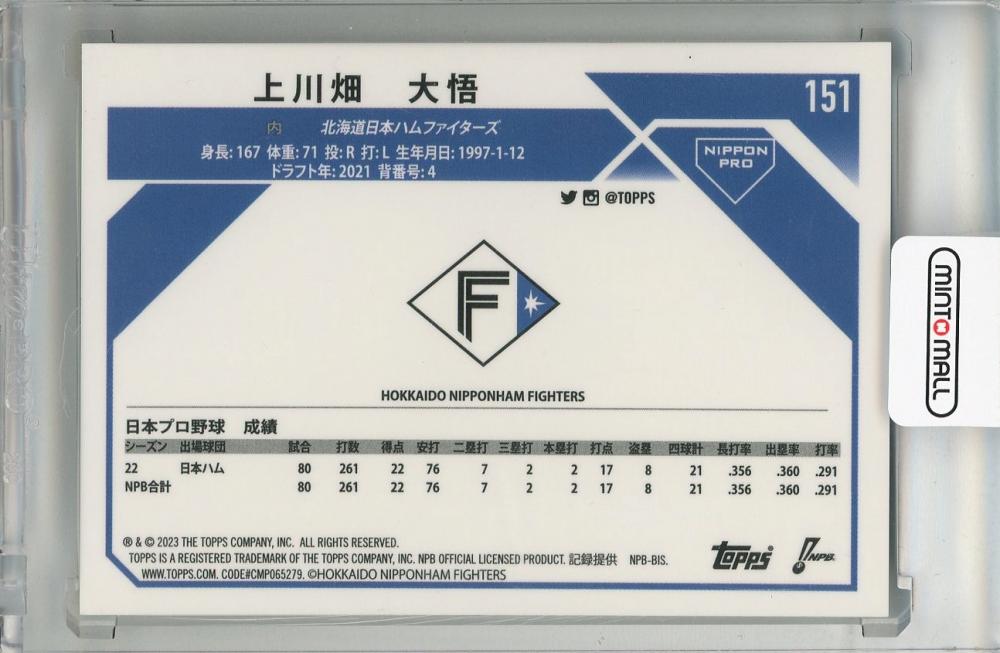 上川畑 大悟
151
内 北海道日本ハムファイターズ
身長: 167 体重: 71 投: R 打: L 生年月日: 1997-1-12
ドラフト年: 2021 背番号: 4
NIPPON
PRO
@TOPPS
F
HOKKAIDO NIPPONHAM FIGHTERS
MINT MALL
日本プロ野球 成績
シーズン 出場球団 試合 打数 得点 安打 二塁打 三塁打 本塁打 打点 盗塁 四球計 長打率 出塁率 打率
22 日本ハム 80 261 22 76 7 2 2 17 8 21 .356 .360 .291
NPB合計 80 261 22 76 7 2 2 17 8 21 .356 .360 .291
® & © 2023 THE TOPPS COMPANY, INC. ALL RIGHTS RESERVED.
TOPPS IS A REGISTERED TRADEMARK OF THE TOPPS COMPANY, INC. NPB OFFICIAL LICENSED PRODUCT. 記録提供 NPB-BIS.
WWW.TOPPS.COM. CODE#CMP065279. ©HOKKAIDO NIPPONHAM FIGHTERS
topps
NPB